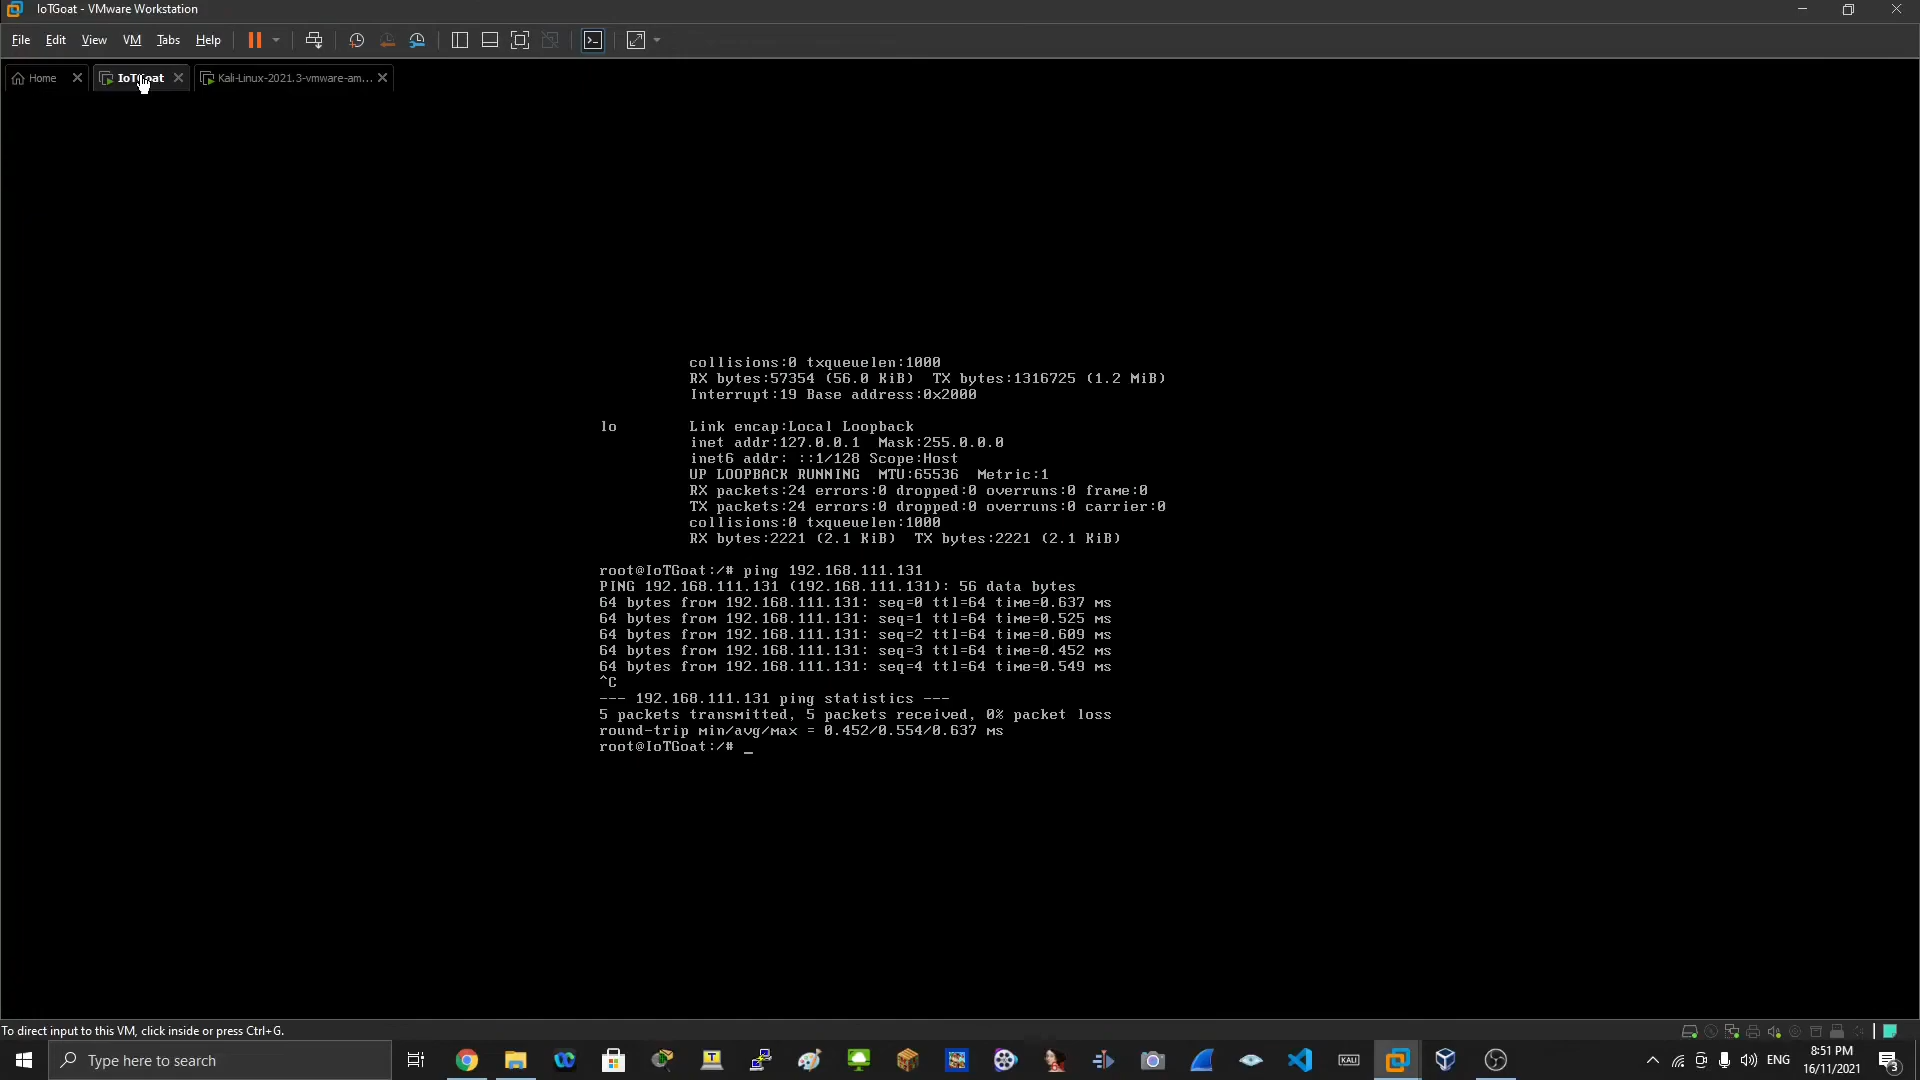 IoTGoat - VMware Workstation
File Edit View VM Tabs Help
Home IoTGoat Kali-Linux-2021.3-vmware-am...
collisions:0 txqueuelen:1000
RX bytes:57354 (56.0 KiB)  TX bytes:1316725 (1.2 MiB)
Interrupt:19 Base address:0x2000
lo        Link encap:Local Loopback
inet addr:127.0.0.1  Mask:255.0.0.0
inet6 addr: ::1/128 Scope:Host
UP LOOPBACK RUNNING  MTU:65536  Metric:1
RX packets:24 errors:0 dropped:0 overruns:0 frame:0
TX packets:24 errors:0 dropped:0 overruns:0 carrier:0
collisions:0 txqueuelen:1000
RX bytes:2221 (2.1 KiB)  TX bytes:2221 (2.1 KiB)
root@IoTGoat:/# ping 192.168.111.131
PING 192.168.111.131 (192.168.111.131): 56 data bytes
64 bytes from 192.168.111.131: seq=0 ttl=64 time=0.637 ms
64 bytes from 192.168.111.131: seq=1 ttl=64 time=0.525 ms
64 bytes from 192.168.111.131: seq=2 ttl=64 time=0.609 ms
64 bytes from 192.168.111.131: seq=3 ttl=64 time=0.452 ms
64 bytes from 192.168.111.131: seq=4 ttl=64 time=0.549 ms
^C
--- 192.168.111.131 ping statistics ---
5 packets transmitted, 5 packets received, 0% packet loss
round-trip min/avg/max = 0.452/0.554/0.637 ms
root@IoTGoat:/# _
To direct input to this VM, click inside or press Ctrl+G.
Type here to search
KALI
ENG
8:51 PM
16/11/2021
3